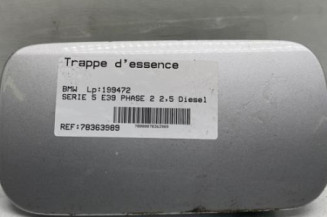 Trappe d'essence
BMW Lp:199472
SERIE 5 E39 PHASE 2 2.5 Diesel
REF:78363989